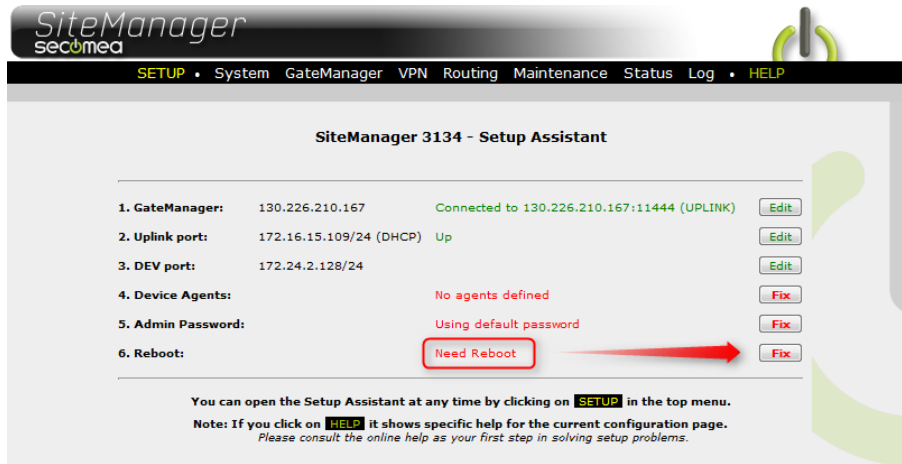 SiteManager
secomea
SETUP • System GateManager VPN Routing Maintenance Status Log • HELP
SiteManager 3134 - Setup Assistant
1. GateManager: 130.226.210.167 Connected to 130.226.210.167:11444 (UPLINK) Edit
2. Uplink port: 172.16.15.109/24 (DHCP) Up Edit
3. DEV port: 172.24.2.128/24 Edit
4. Device Agents: No agents defined Fix
5. Admin Password: Using default password Fix
6. Reboot: Need Reboot Fix
You can open the Setup Assistant at any time by clicking on SETUP in the top menu.
Note: If you click on HELP it shows specific help for the current configuration page.
Please consult the online help as your first step in solving setup problems.